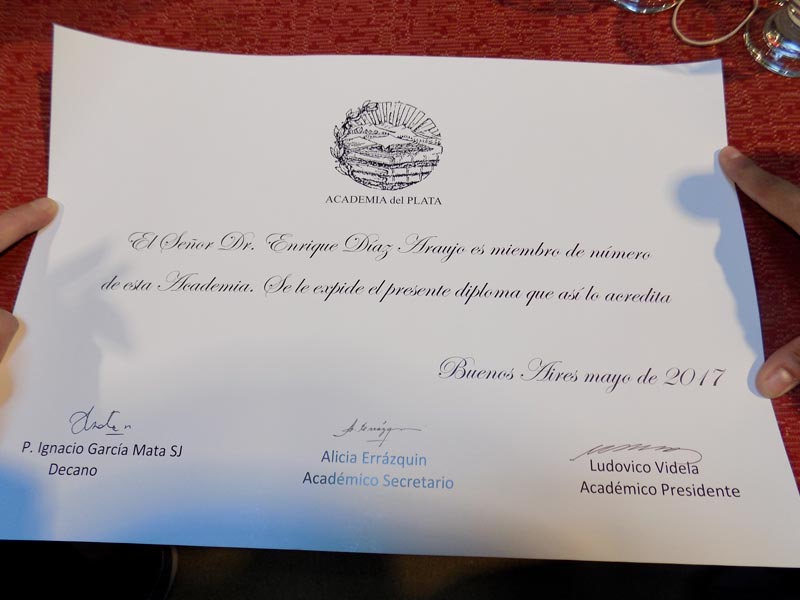 ACADEMIA del PLATA
El Señor Dr. Enrique Díaz Araujo es miembro de número
de esta Academia. Se le expide el presente diploma que así lo acredita
Buenos Aires mayo de 2017
P. Ignacio García Mata SJ
Decano
Alicia Errázquin
Académico Secretario
Ludovico Videla
Académico Presidente